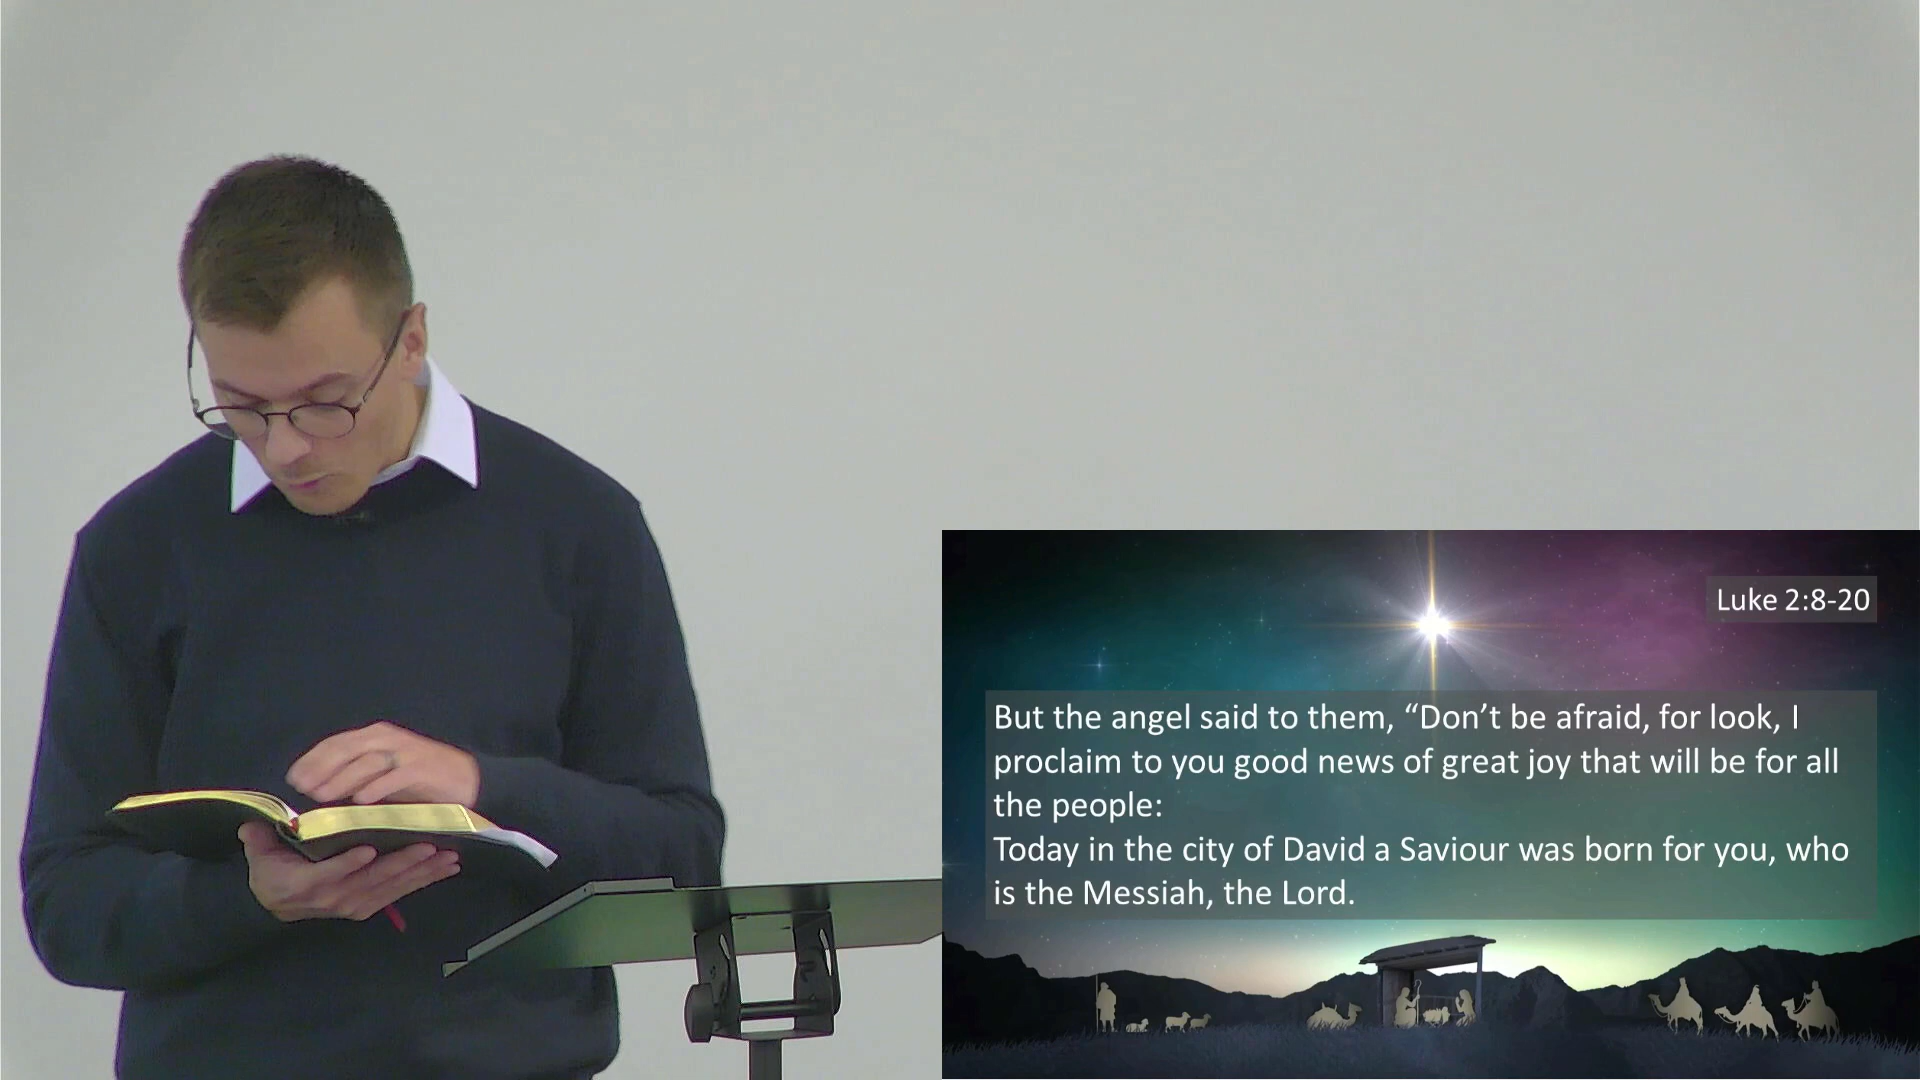 Luke 2:8-20
But the angel said to them, “Don’t be afraid, for look, I
proclaim to you good news of great joy that will be for all
the people:
Today in the city of David a Saviour was born for you, who
is the Messiah, the Lord.